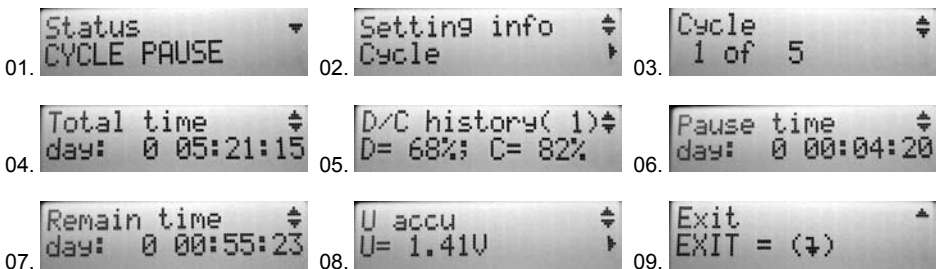 01. Status
CYCLE PAUSE
02. Setting info
Cycle
03. Cycle
1 of 5
04. Total time
day: 0 05:21:15
05. D/C history( 1)
D= 68%; C= 82%
06. Pause time
day: 0 00:04:20
07. Remain time
day: 0 00:55:23
08. U accu
U= 1.41V
09. Exit
EXIT = (↴)